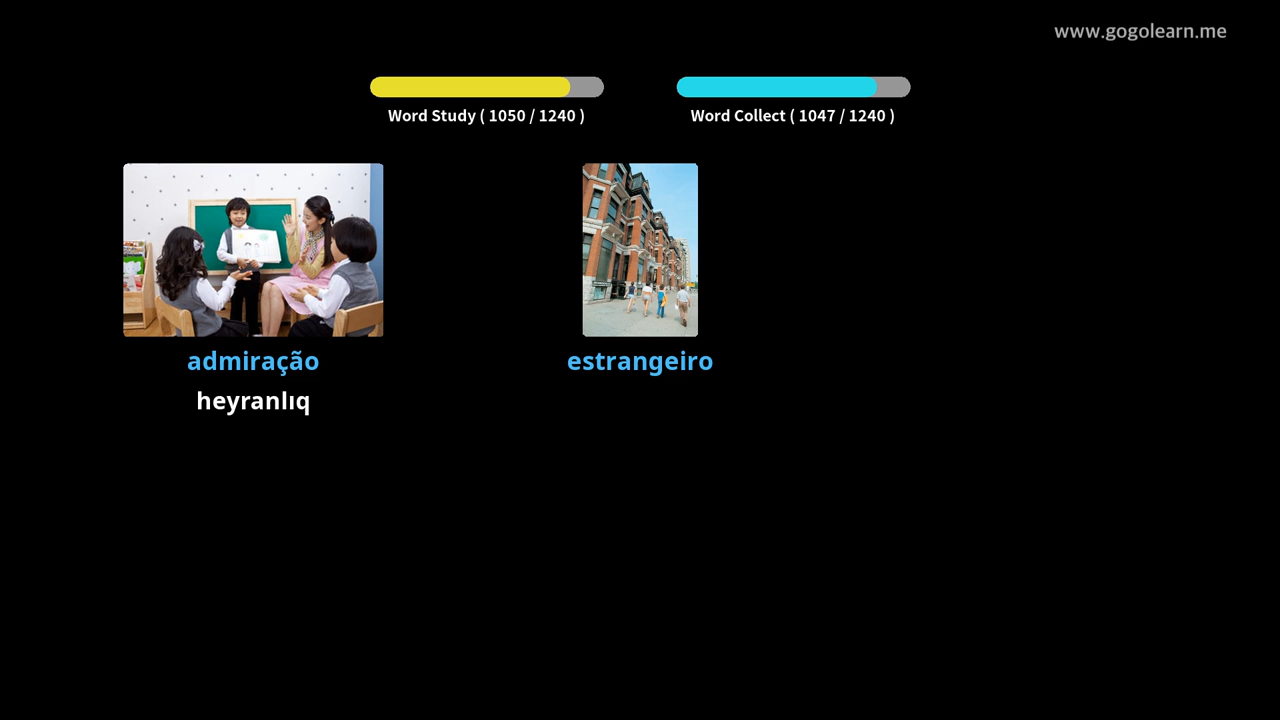 www.gogolearn.me
Word Study ( 1050 / 1240 )
Word Collect ( 1047 / 1240 )
admiração
heyranlıq
estrangeiro